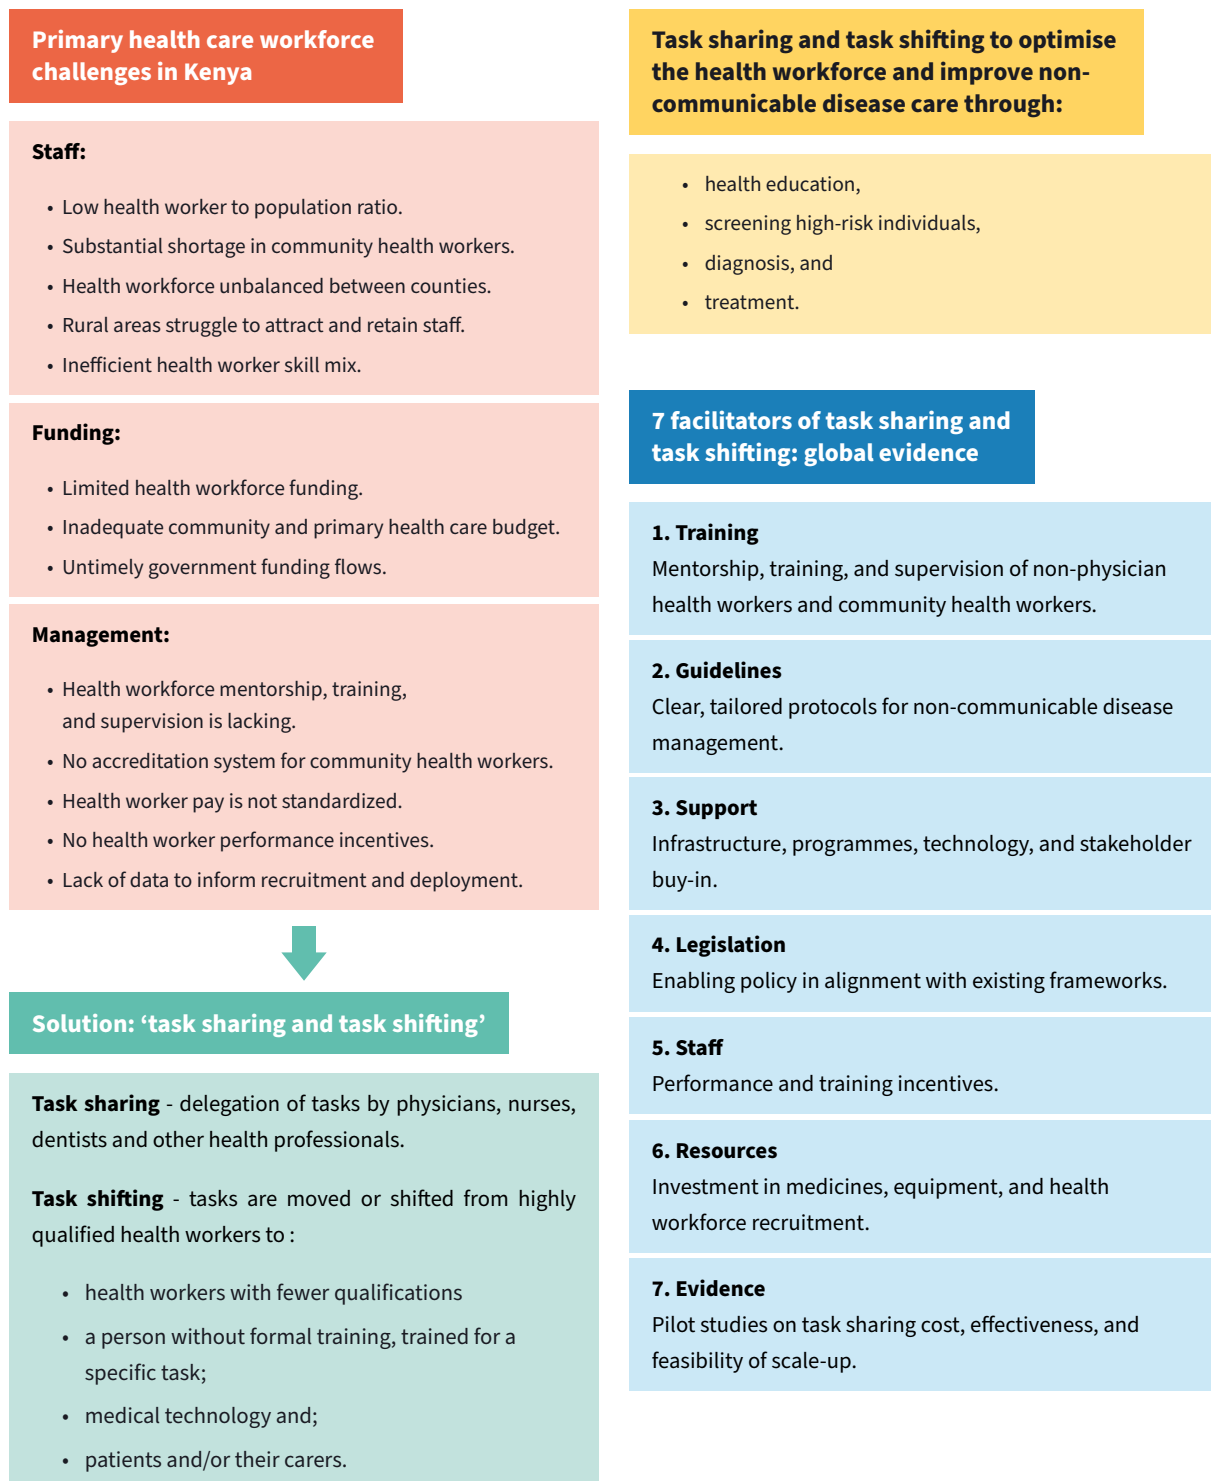 Primary health care workforce
challenges in Kenya
Staff:
• Low health worker to population ratio.
• Substantial shortage in community health workers.
• Health workforce unbalanced between counties.
• Rural areas struggle to attract and retain staff.
• Inefficient health worker skill mix.
Funding:
• Limited health workforce funding.
• Inadequate community and primary health care budget.
• Untimely government funding flows.
Management:
• Health workforce mentorship, training,
and supervision is lacking.
• No accreditation system for community health workers.
• Health worker pay is not standardized.
• No health worker performance incentives.
• Lack of data to inform recruitment and deployment.
Solution: ‘task sharing and task shifting’
Task sharing - delegation of tasks by physicians, nurses,
dentists and other health professionals.
Task shifting - tasks are moved or shifted from highly
qualified health workers to :
• health workers with fewer qualifications
• a person without formal training, trained for a
specific task;
• medical technology and;
• patients and/or their carers.
Task sharing and task shifting to optimise
the health workforce and improve non-
communicable disease care through:
• health education,
• screening high-risk individuals,
• diagnosis, and
• treatment.
7 facilitators of task sharing and
task shifting: global evidence
1. Training
Mentorship, training, and supervision of non-physician
health workers and community health workers.
2. Guidelines
Clear, tailored protocols for non-communicable disease
management.
3. Support
Infrastructure, programmes, technology, and stakeholder
buy-in.
4. Legislation
Enabling policy in alignment with existing frameworks.
5. Staff
Performance and training incentives.
6. Resources
Investment in medicines, equipment, and health
workforce recruitment.
7. Evidence
Pilot studies on task sharing cost, effectiveness, and
feasibility of scale-up.